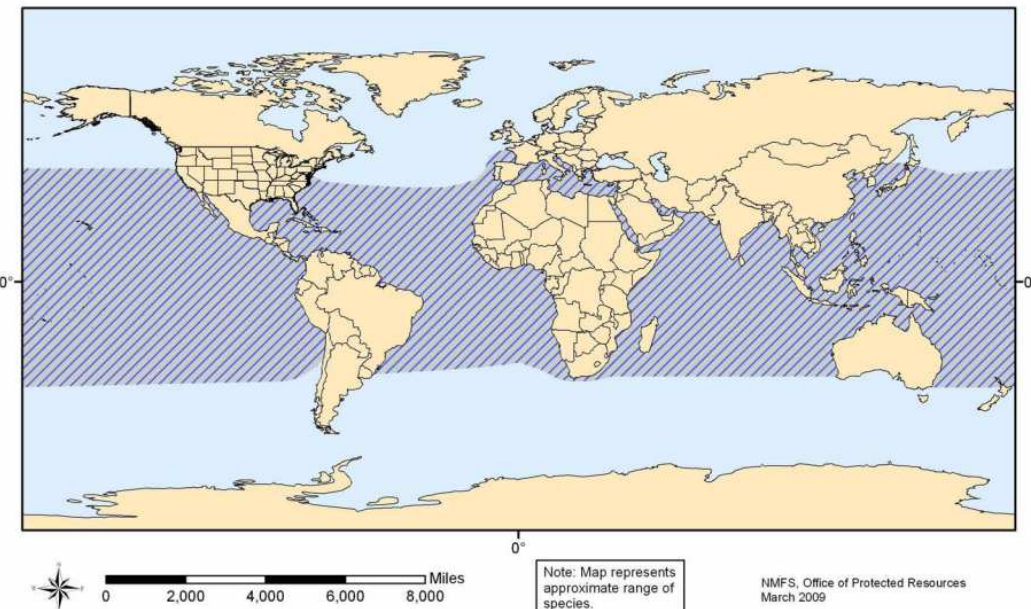 0°
0
0°
Miles
0 2,000 4,000 6,000 8,000
Note: Map represents
approximate range of
species.
NMFS, Office of Protected Resources
March 2009